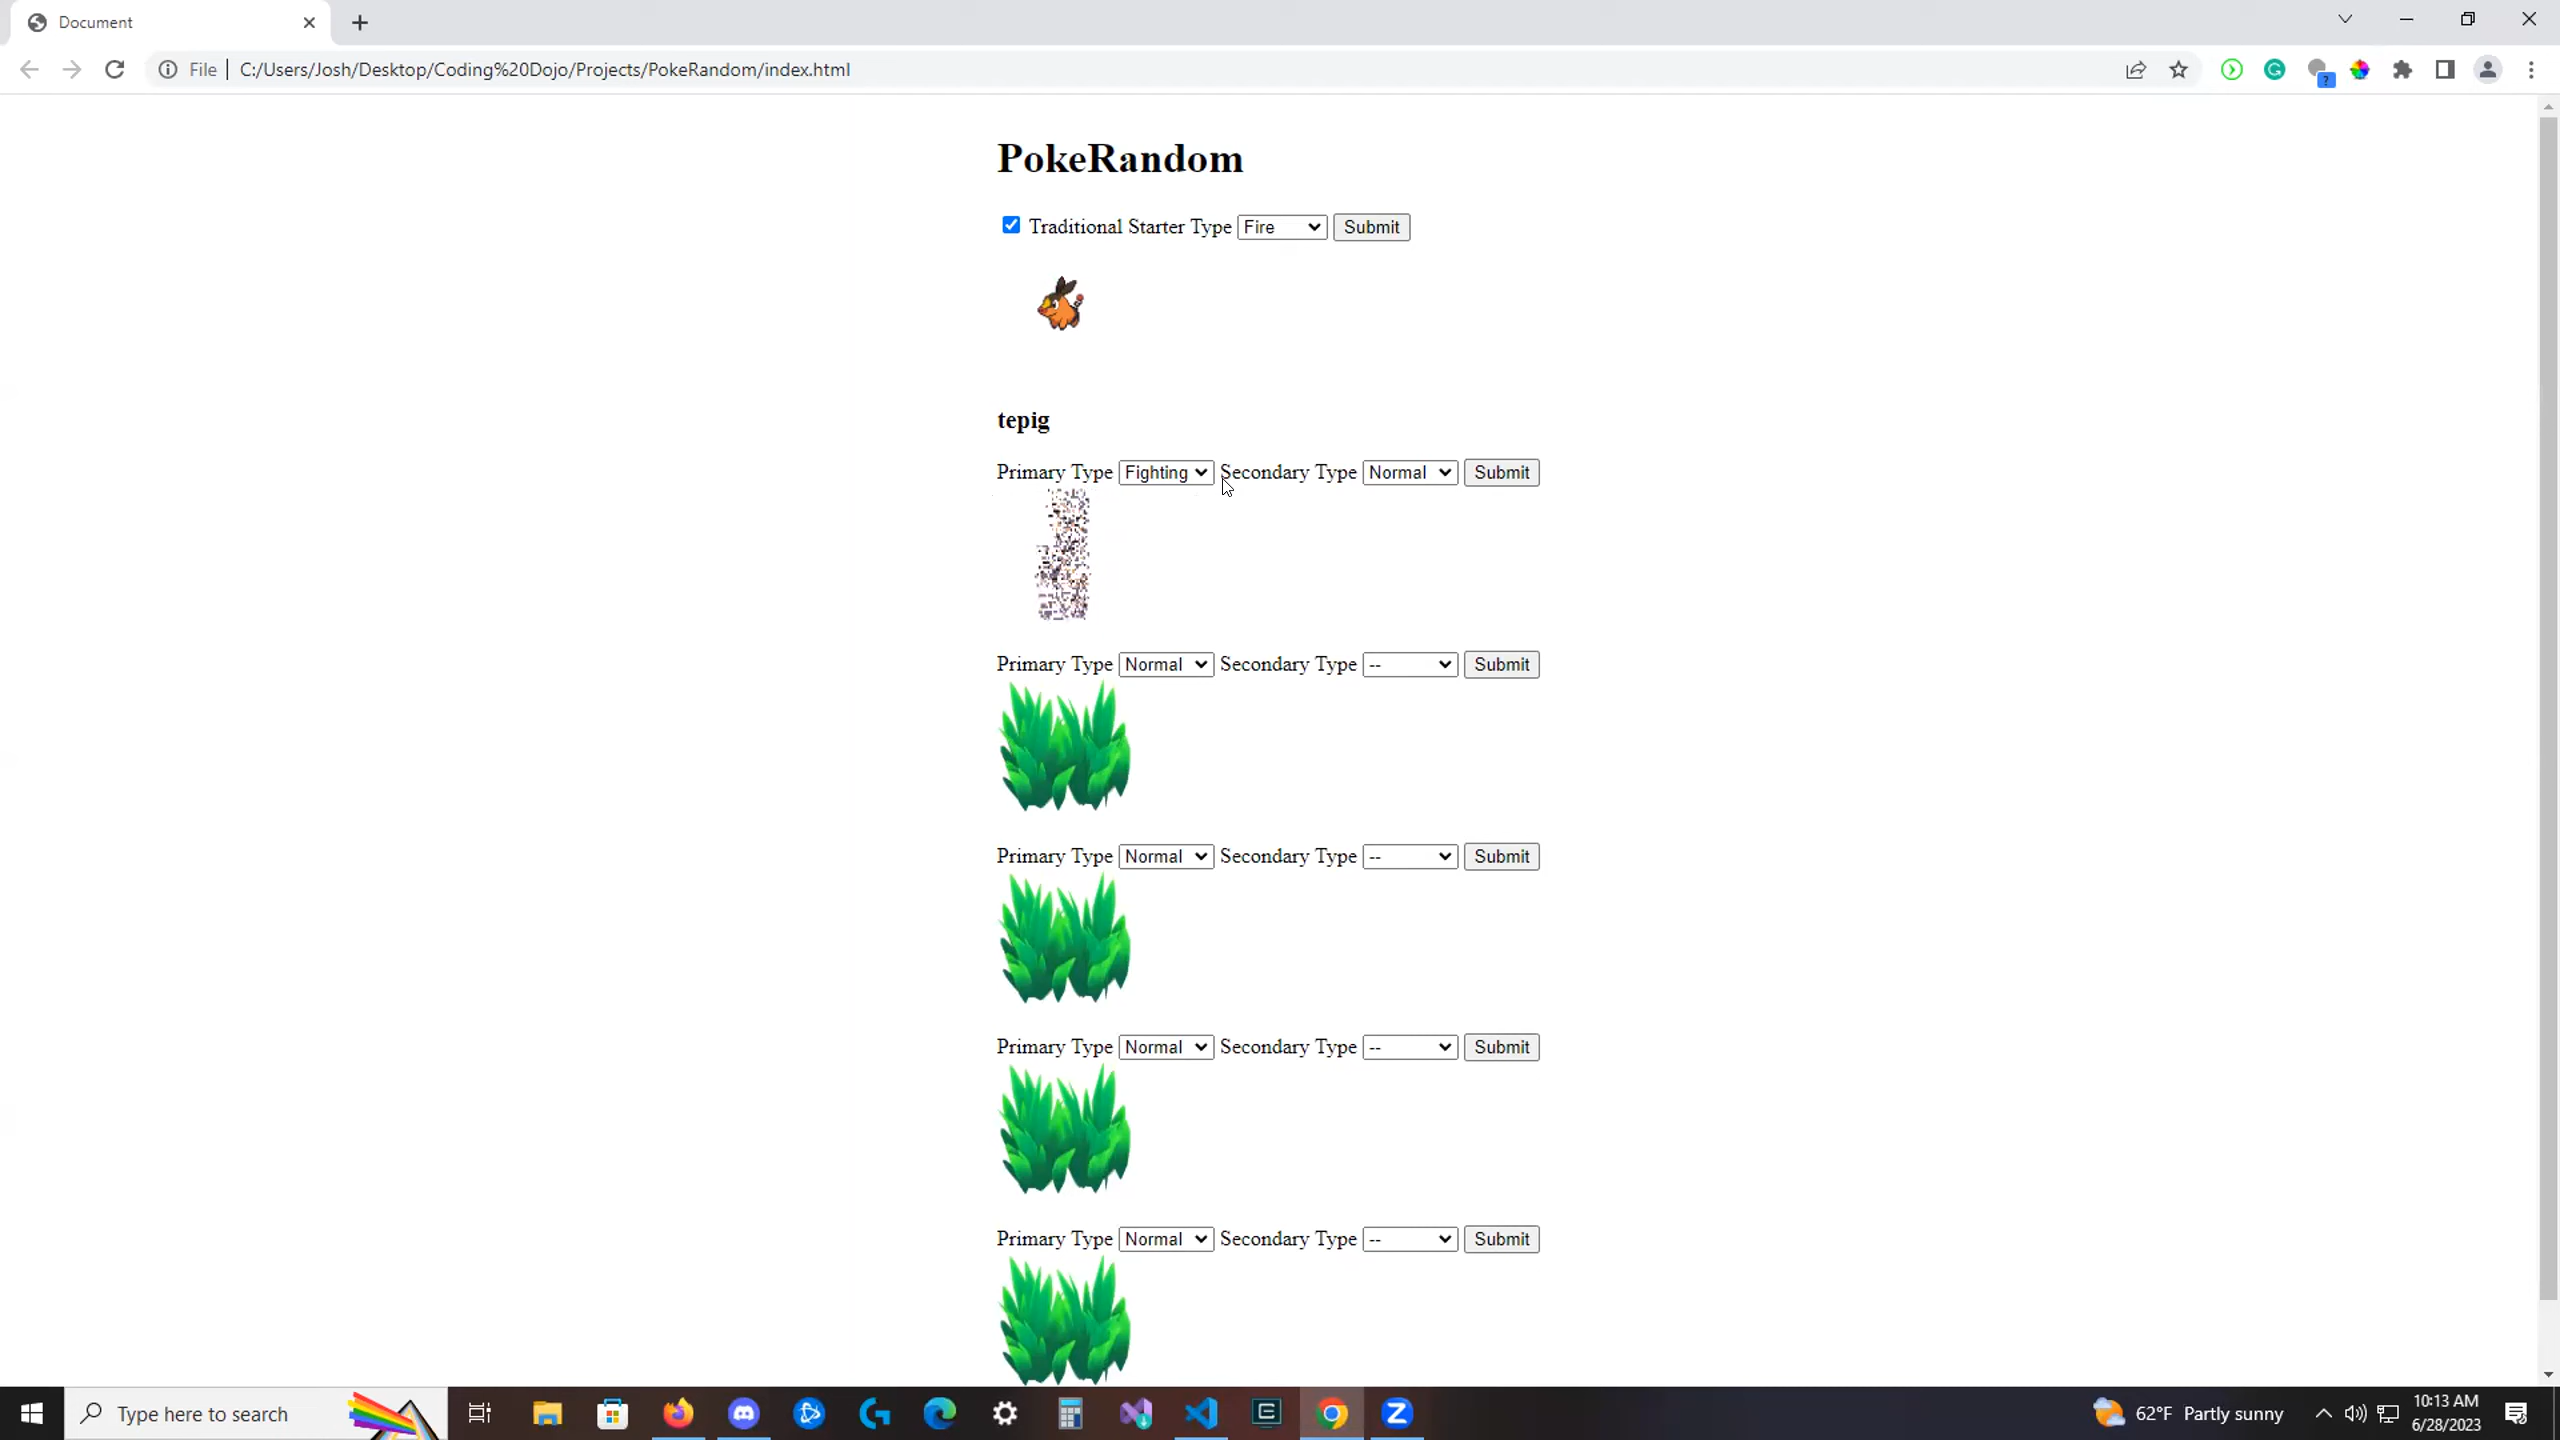 Document
File C:/Users/Josh/Desktop/Coding%20Dojo/Projects/PokeRandom/index.html
?
PokeRandom
Traditional Starter Type Fire Submit
tepig
Primary Type Fighting Secondary Type Normal Submit
Primary Type Normal Secondary Type -- Submit
Primary Type Normal Secondary Type -- Submit
Primary Type Normal Secondary Type -- Submit
Primary Type Normal Secondary Type -- Submit
Type here to search
62°F Partly sunny
10:13 AM
6/28/2023